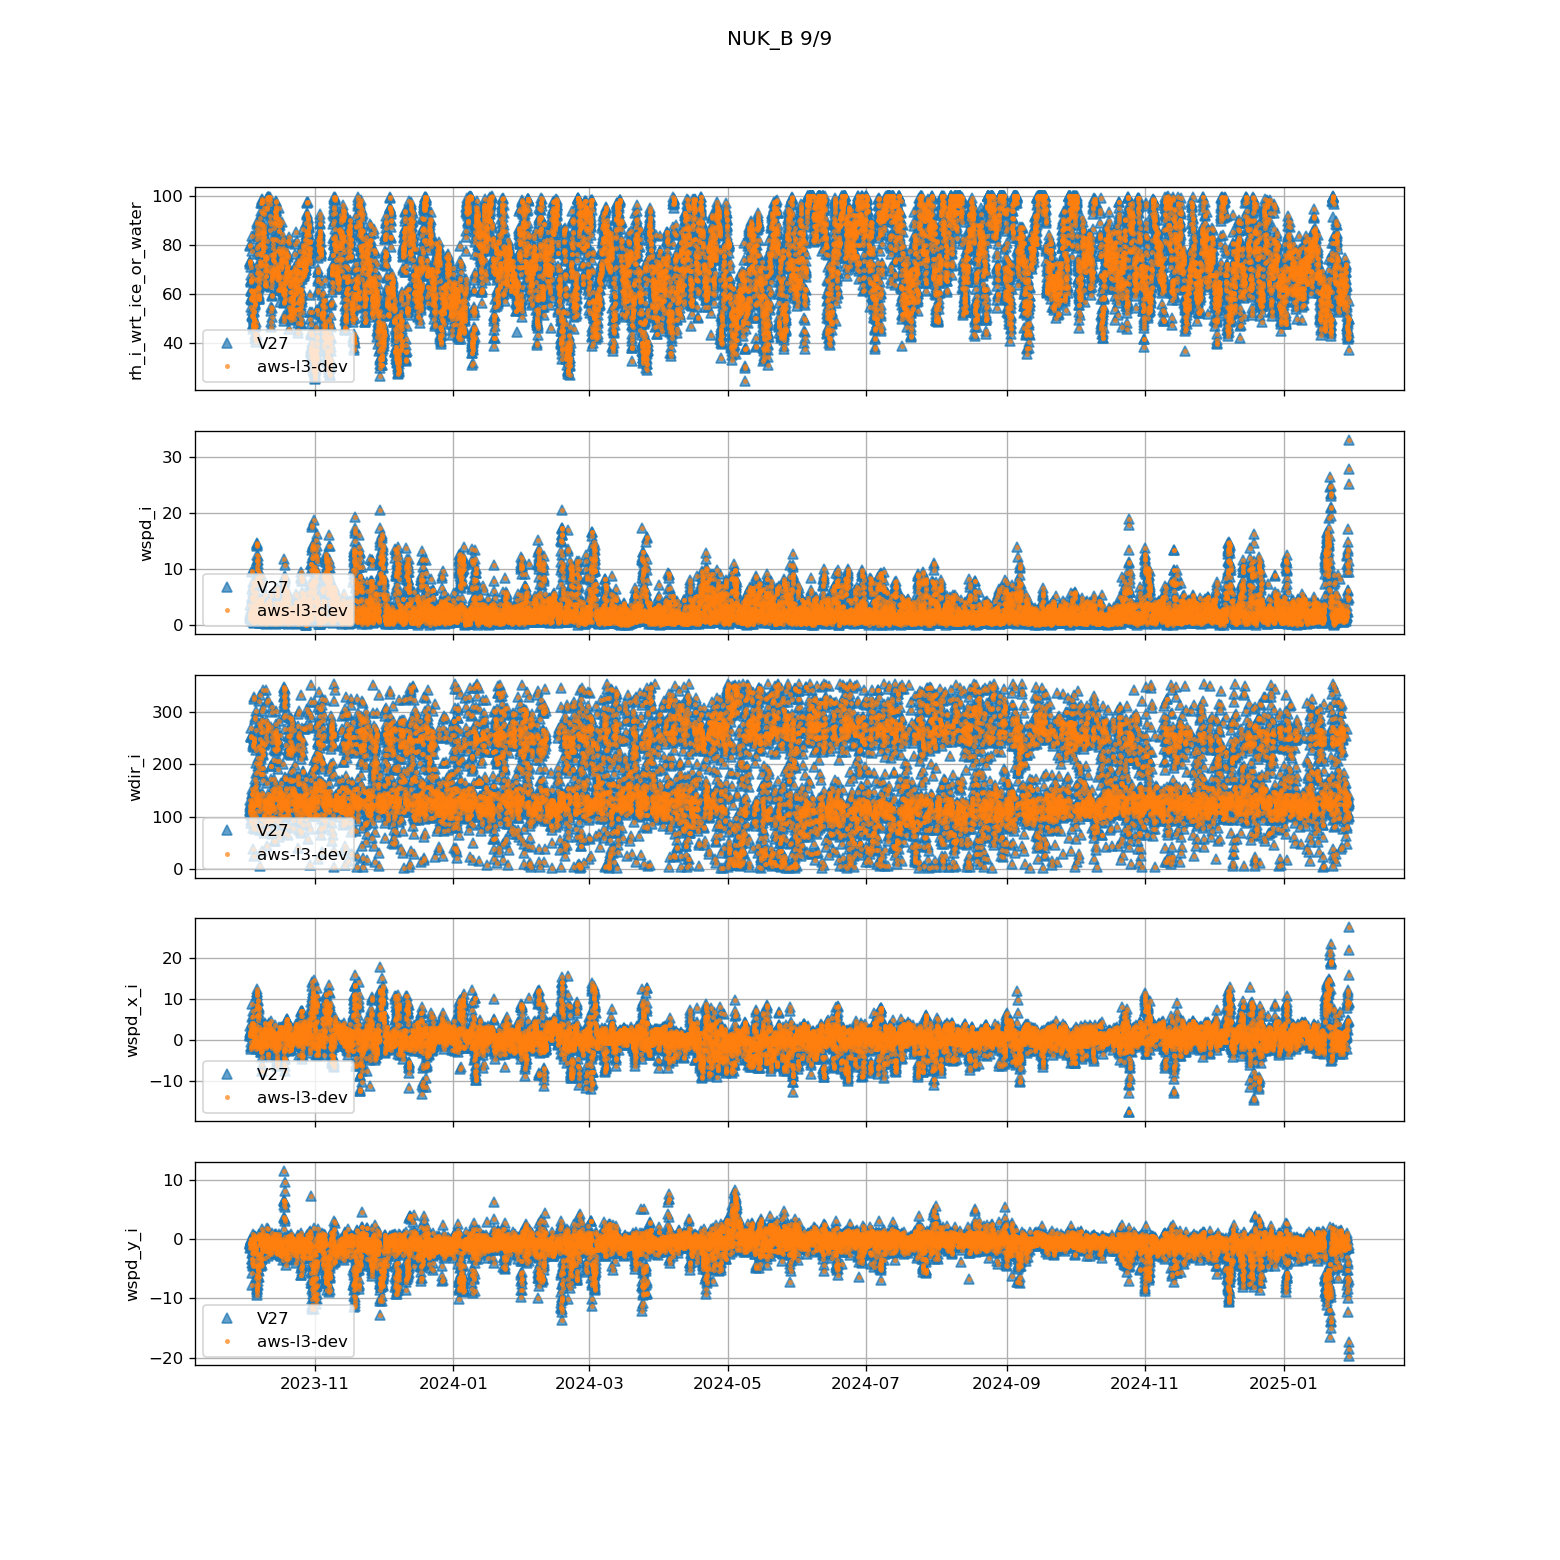 NUK_B 9/9
rh_i_wrt_ice_or_water
100
80
60
40
V27
aws-l3-dev
wspd_i
30
20
10
0
V27
aws-l3-dev
wdir_i
300
200
100
0
V27
aws-l3-dev
wspd_x_i
20
10
0
−10
V27
aws-l3-dev
wspd_y_i
10
0
−10
−20
V27
aws-l3-dev
2023-11
2024-01
2024-03
2024-05
2024-07
2024-09
2024-11
2025-01